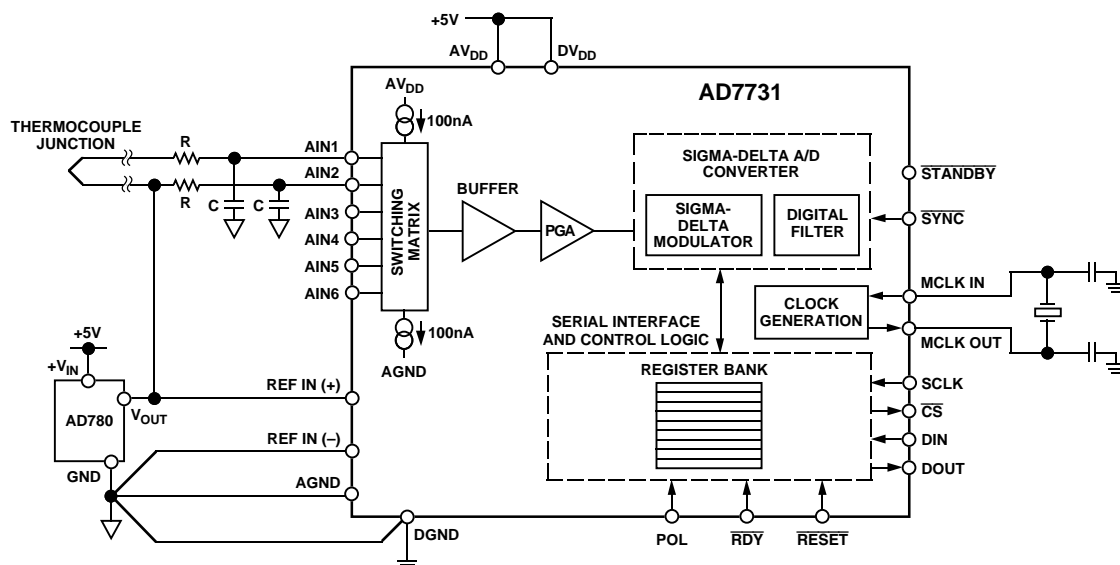 +5V
AVDD
DVDD
AD7731
AVDD
100nA
THERMOCOUPLE
JUNCTION
R
R
C
C
AIN1
AIN2
AIN3
AIN4
AIN5
AIN6
SWITCHING
MATRIX
BUFFER
PGA
SIGMA-DELTA A/D
CONVERTER
SIGMA-
DELTA
MODULATOR
DIGITAL
FILTER
STANDBY
SYNC
100nA
AGND
SERIAL INTERFACE
AND CONTROL LOGIC
CLOCK
GENERATION
MCLK IN
MCLK OUT
REGISTER BANK
SCLK
CS
DIN
DOUT
+5V
+VIN
AD780
VOUT
GND
REF IN (+)
REF IN (–)
AGND
DGND
POL
RDY
RESET